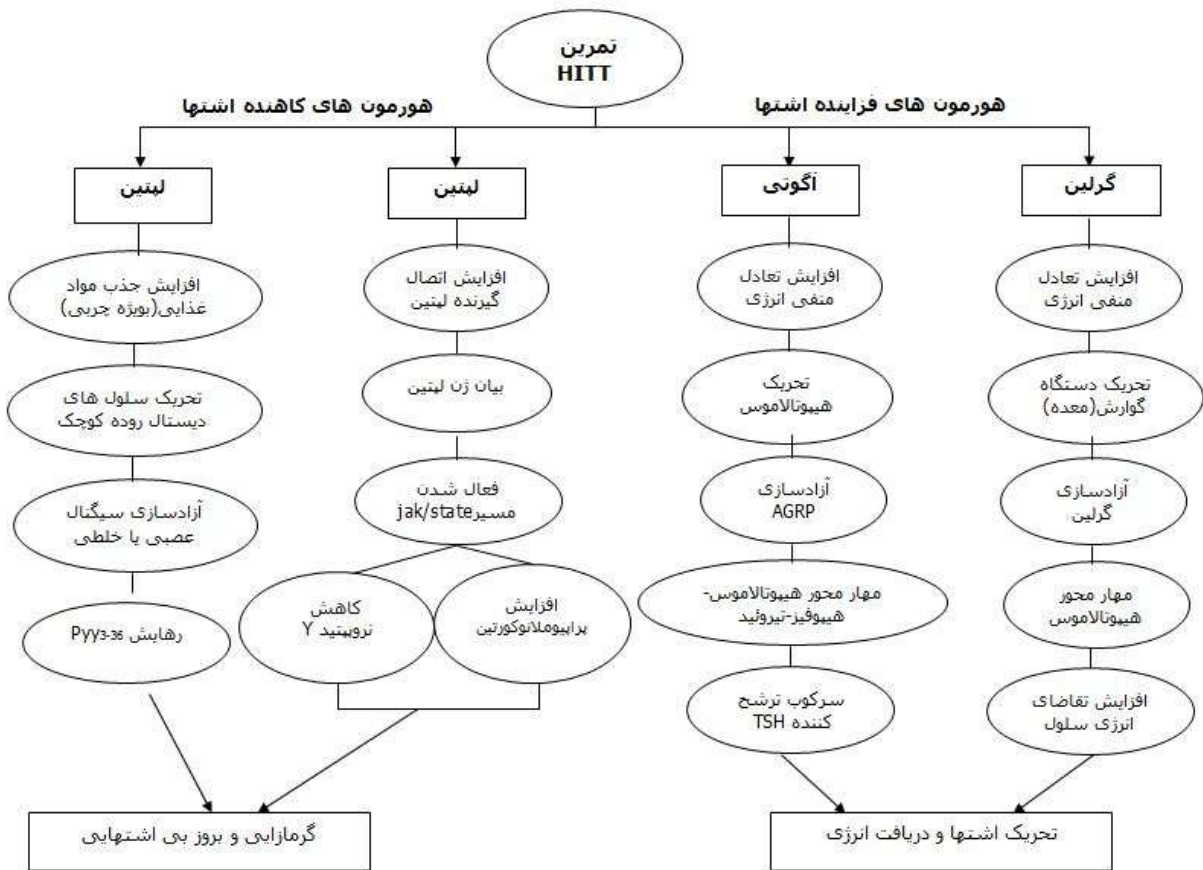 تمرین
HITT
هورمون های فزاینده اشتها
هورمون های کاهنده اشتها
گرلین
افزایش تعادل
منفی انرژی
تحریک دستگاه
گوارش(معده)
آزادسازی
گرلین
مهار محور
هیپوتالاموس
افزایش تقاضای
انرژی سلول
آگوتی
افزایش تعادل
منفی انرژی
تحریک
هیپوتالاموس
آزادسازی
AGRP
مهار محور هیپوتالاموس-
هیپوفیز-تیروئید
سرکوب ترشح
کننده TSH
تحریک اشتها و دریافت انرژی
لپتین
افزایش اتصال
گیرنده لپتین
بیان ژن لپتین
فعال شدن
مسیرjak/state
افزایش
پراپیوملانوکورتین
کاهش
نروپپتید Y
لپتین
افزایش جذب مواد
غذایی(بویژه چربی)
تحریک سلول های
دیستال روده کوچک
آزادسازی سیگنال
عصبی یا خلطی
رهایش Pyy3-36
گرمازایی و بروز بی اشتهایی